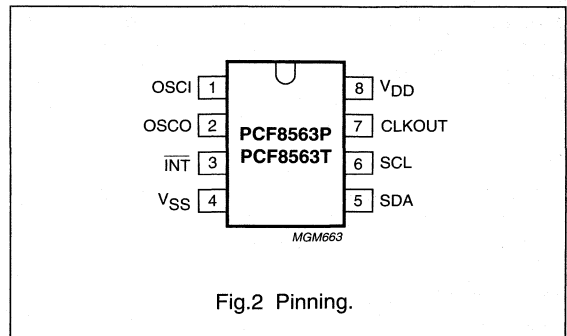 OSCI 1 8 VDD
OSCO 2 7 CLKOUT
PCF8563P
PCF8563T
INT 3 6 SCL
VSS 4 5 SDA
MGM663
Fig.2 Pinning.